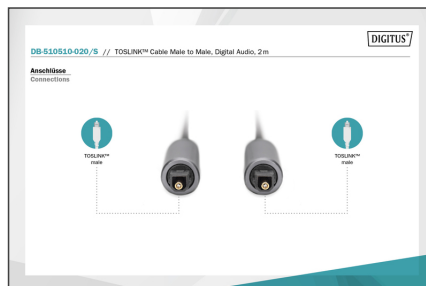 DIGITUS®
DB-510510-020/S // TOSLINK™ Cable Male to Male, Digital Audio, 2m
Anschlüsse
Connections
TOSLINK™
male
TOSLINK™
male